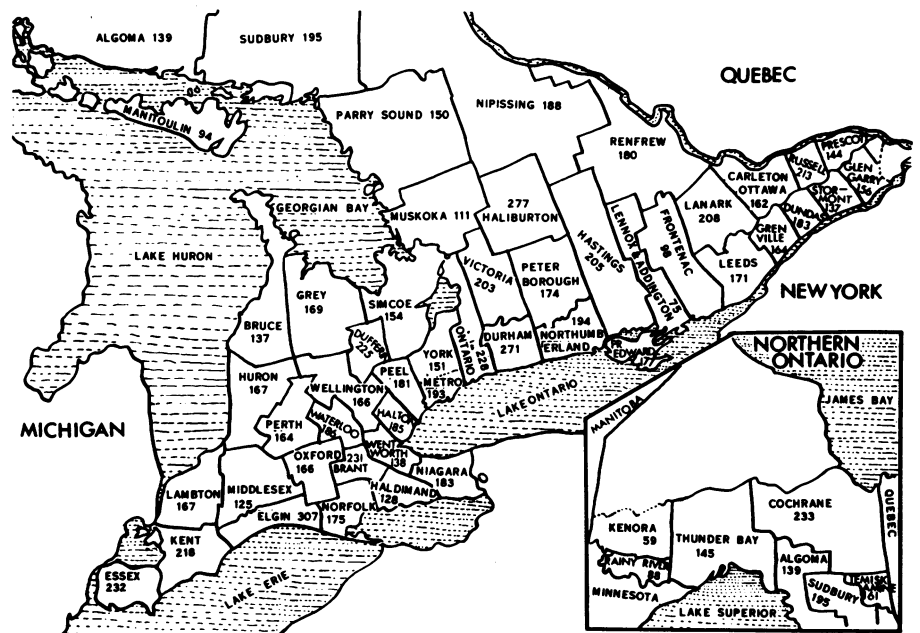 ALGOMA 139
SUDBURY 195
QUEBEC
MANITOULIN 94
PARRY SOUND 150
NIPISSING 188
RENFREW
180
PRESCOT
144
RUSSELL
213
GLEN
GARRY
156
CARLETON
OTTAWA
162
STOR-
MONT
137
DUNDAS
183
GREN
VILLE
164
LANARK
208
LEEDS
171
GEORGIAN BAY
MUSKOKA 111
277
HALIBURTON
HASTINGS
205
LENNOX & ADDINGTON
75
FRONTENAC
98
LAKE HURON
NEW YORK
GREY
169
BRUCE
137
SIMCOE
154
VICTORIA
203
PETER
BOROUGH
174
DUFFERIN
225
ONTARIO
228
DURHAM
271
194
NORTHUMB
ERLAND
PR.
EDWARD
YORK
151
METRO
193
PEEL
181
HURON
167
WELLINGTON
166
HALTON
185
LAKE ONTARIO
MICHIGAN
PERTH
164
WATERLOO
186
WENT
WORTH
138
OXFORD
166
231
BRANT
NIAGARA
183
HALDIMAND
128
LAMBTON
167
MIDDLESEX
125
ELGIN 307
NORFOLK
175
KENT
218
ESSEX
232
LAKE ERIE
NORTHERN
ONTARIO
JAMES BAY
MANITOBA
QUEBEC
COCHRANE
233
KENORA
59
THUNDER BAY
145
RAINY RIVER
88
ALGOMA
139
SUDBURY
195
TEMISK
161
MINNESOTA
LAKE SUPERIOR